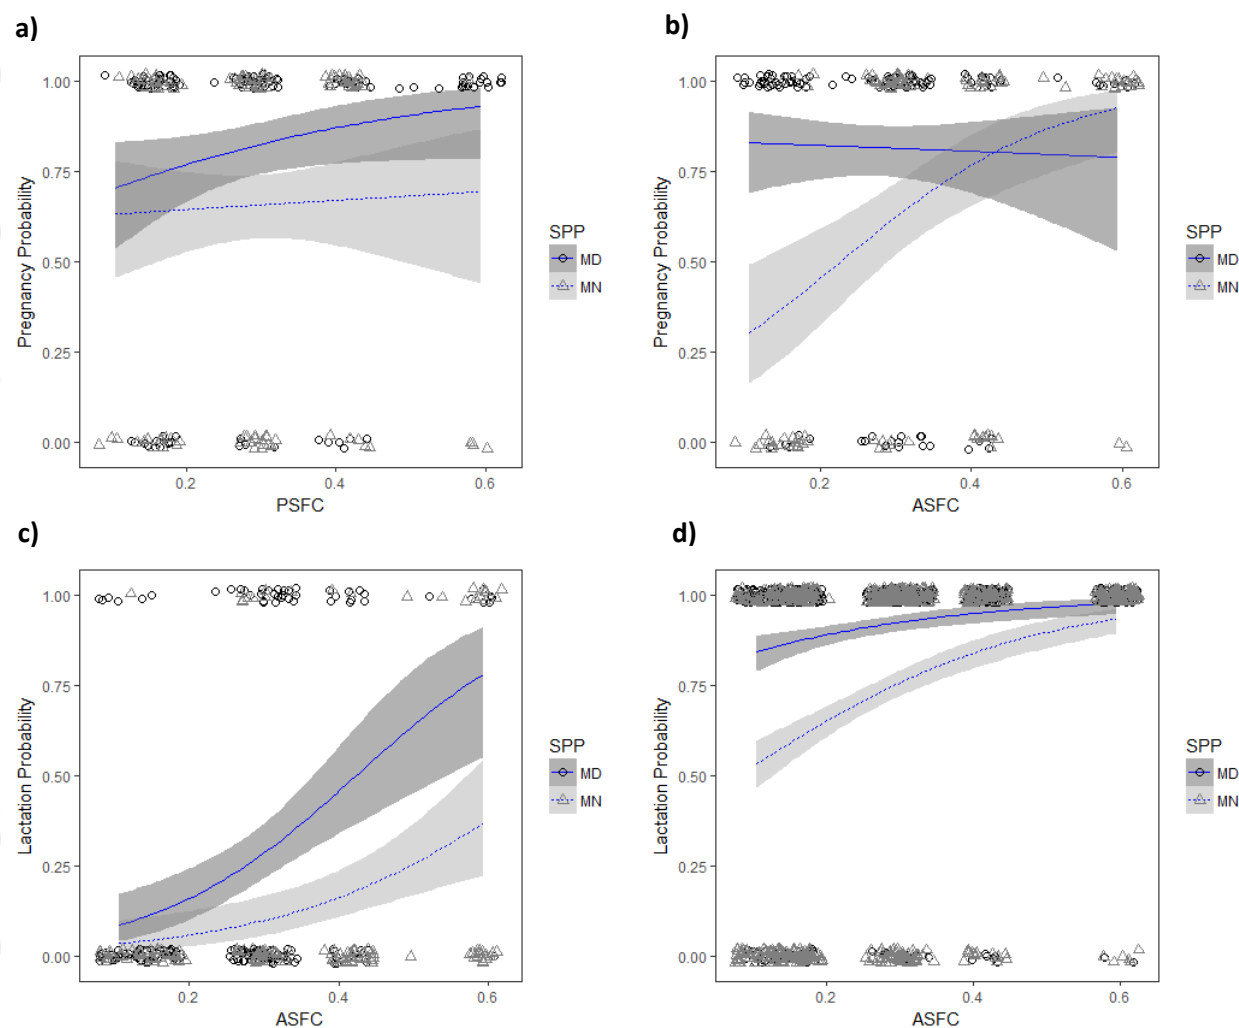 a)
1.00
0.75
0.50
0.25
0.00
Pregnancy Probability
0.2 0.4 0.6
PSFC
SPP
MD
MN
b)
1.00
0.75
0.50
0.25
0.00
Pregnancy Probability
0.2 0.4 0.6
ASFC
SPP
MD
MN
c)
1.00
0.75
0.50
0.25
0.00
Lactation Probability
0.2 0.4 0.6
ASFC
SPP
MD
MN
d)
1.00
0.75
0.50
0.25
0.00
Lactation Probability
0.2 0.4 0.6
ASFC
SPP
MD
MN